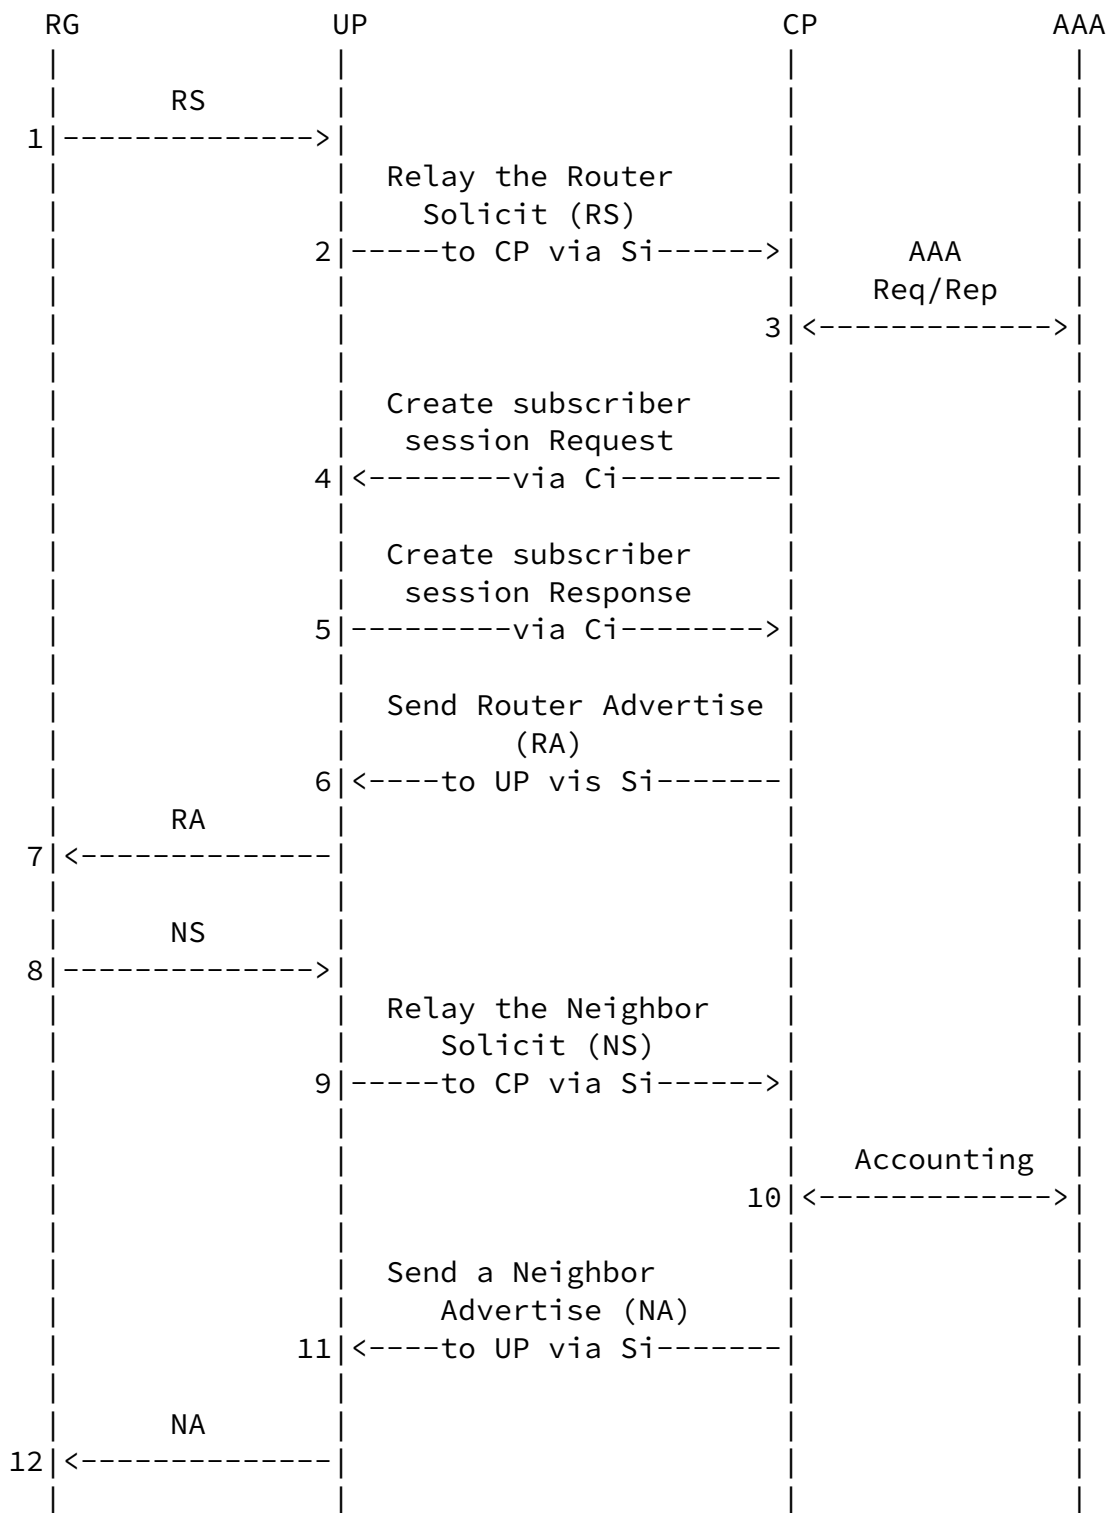 RG UP CP AAA
RS
1 -------------->
Relay the Router
Solicit (RS)
2 -----to CP via Si------> AAA
Req/Rep
3 <------------->
Create subscriber
session Request
4 <--------via Ci---------
Create subscriber
session Response
5 ---------via Ci-------->
Send Router Advertise
(RA)
6 <----to UP vis Si-------
RA
7 <--------------
NS
8 -------------->
Relay the Neighbor
Solicit (NS)
9 -----to CP via Si------>
Accounting
10 <------------->
Send a Neighbor
Advertise (NA)
11 <----to UP via Si-------
NA
12 <--------------